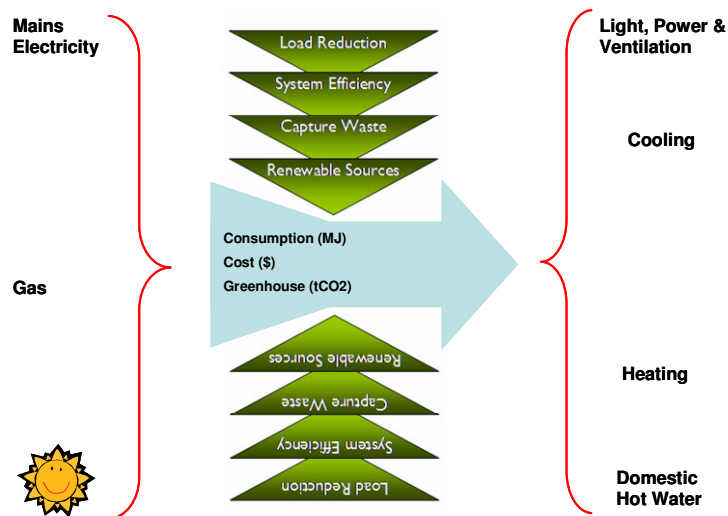 Mains
Electricity
Gas
Load Reduction
System Efficiency
Capture Waste
Renewable Sources
Consumption (MJ)
Cost ($)
Greenhouse (tCO2)
Renewable Sources
Capture Waste
System Efficiency
Load Reduction
Light, Power &
Ventilation
Cooling
Heating
Domestic
Hot Water